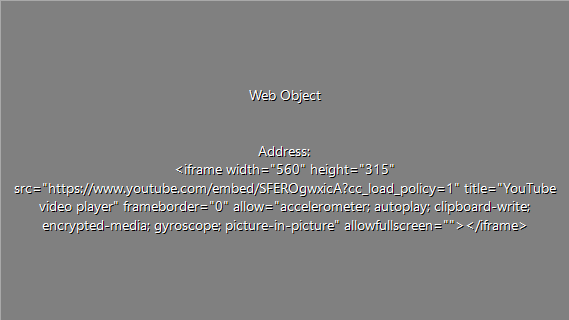 Web Object
Address:
<iframe width="560" height="315"
src="https://www.youtube.com/embed/SFEROgwxicA?cc_load_policy=1" title="YouTube
video player" frameborder="0" allow="accelerometer; autoplay; clipboard-write;
encrypted-media; gyroscope; picture-in-picture" allowfullscreen=""></iframe>